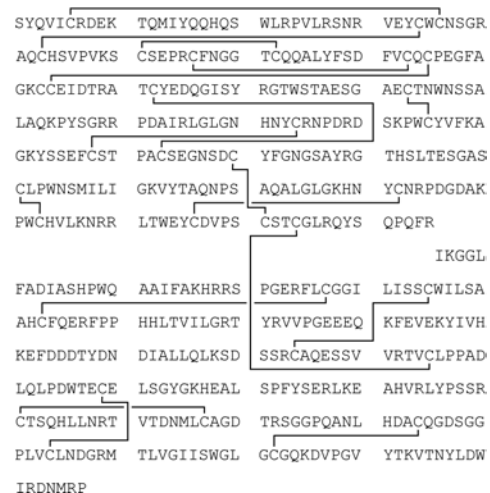 SYQVICRDEK TQMIYQQHQS WLRPVLRSNR VEYCWCNSGR
AQCHSVPVKS CSEPRCFNGG TCQQALYFSD FVCQCPEGFA
GKCCEIDTRA TCYEDQGISY RGTWSTAESG AECTNWNSSA
LAQKPYSGRR PDAIRLGLGN HNYCRNPDRD SKPWCYVFKA
GKYSSEFCST PACSEGNSDC YFGNGSAYRG THSLTESGAS
CLPWNSMILI GKVYTAQNPS AQALGLGKHN YCRNPDGDAK
PWCHVLKNRR LTWEYCDVPS CSTCGLRQYS QPQFR
IKGGL
FADIASHPWQ AAIFAKHRRS PGERFLCGGI LISSCWILSA
AHCFQERFPP HHLTVILGRT YRVVPGEEEQ KFEVEKYIVH
KEFDDDTYDN DIALLQLKSD SSRCAQESSV VRTVCLPPAD
LQLPDWTECE LSGYGKHEAL SPFYSERLKE AHVRLYPSSR
CTSQHLLNRT VTDNMLCAGD TRSGGPQANL HDACQGDSGG
PLVCLNDGRM TLVGIISWGL GCGQKDVPGV YTKVTNYLDW
IRDNMRP